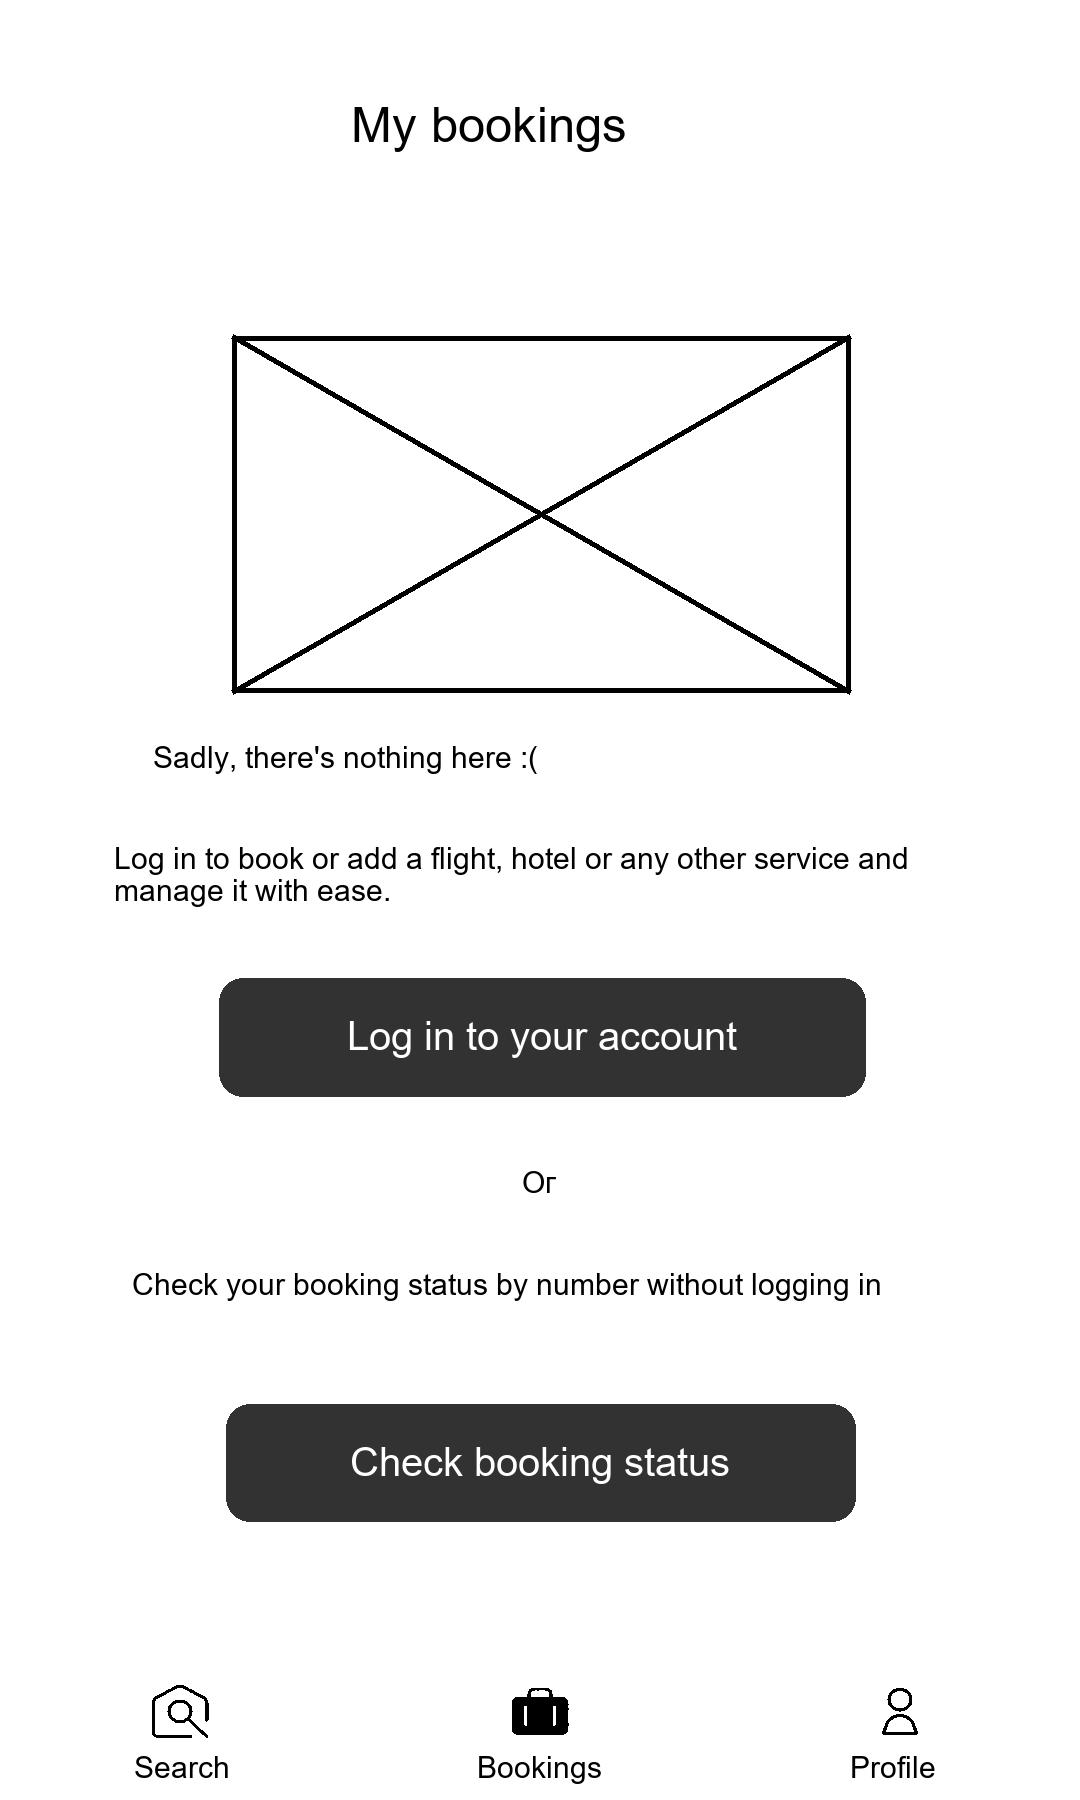 My bookings
Sadly, there's nothing here :(
Log in to book or add a flight, hotel or any other service and
manage it with ease.
Log in to your account
Or
Check your booking status by number without logging in
Check booking status
Search
Bookings
Profile